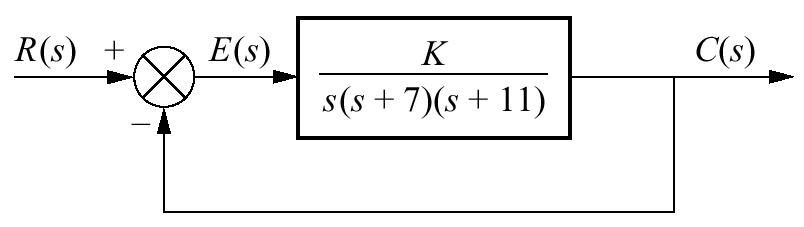 R(s) + E(s) K C(s)
s(s + 7)(s + 11)
−